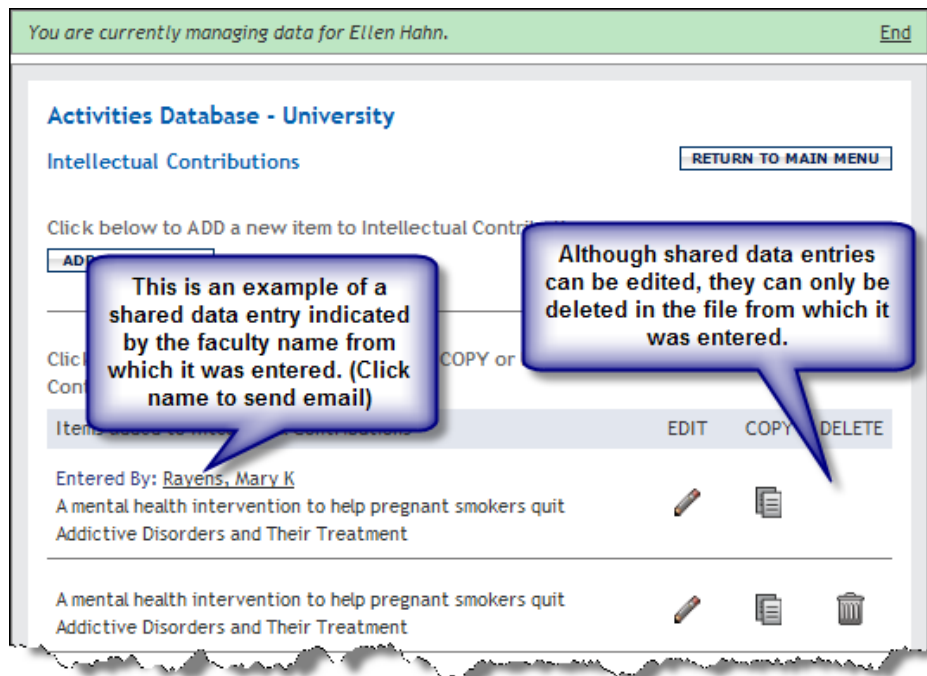 You are currently managing data for Ellen Hahn. End
Activities Database - University
Intellectual Contributions
RETURN TO MAIN MENU
Click below to ADD a new item to Intellectual
ADD
This is an example of a
shared data entry indicated
by the faculty name from
which it was entered. (Click
name to send email)
Although shared data entries
can be edited, they can only be
deleted in the file from which it
was entered.
COPY or
Items
EDIT COPY DELETE
Entered By: Rayens, Mary K
A mental health intervention to help pregnant smokers quit
Addictive Disorders and Their Treatment
A mental health intervention to help pregnant smokers quit
Addictive Disorders and Their Treatment